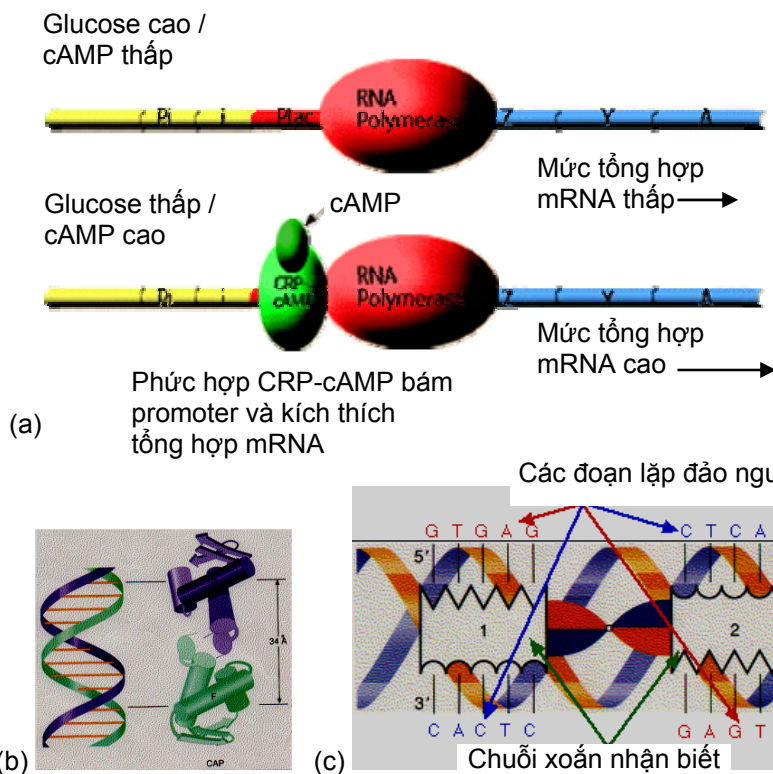 Glucose cao /
cAMP thấp
RNA
Polymerase
Pi i Plac Z Y A
Mức tổng hợp
mRNA thấp
Glucose thấp /
cAMP cao
cAMP
CRP-
cAMP
RNA
Polymerase
Pi i Z Y A
Mức tổng hợp
mRNA cao
Phức hợp CRP-cAMP bám
promoter và kích thích
tổng hợp mRNA
(a)
Các đoạn lặp đảo ngư
G T G A G C T C A
5'
34 Å
1 2
F
3'
C A C T C G A G T
(b)
CAP
(c)
Chuỗi xoắn nhận biết